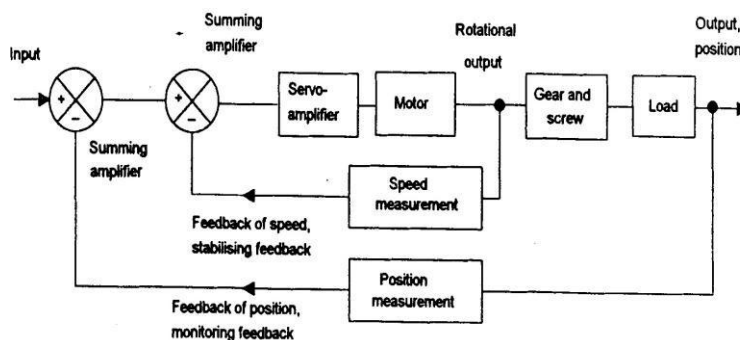 Summing
amplifier
Input
Rotational
output
Output,
position
+
-
+
-
Servo-
amplifier
Motor
Gear and
screw
Load
Summing
amplifier
Speed
measurement
Feedback of speed,
stabilising feedback
Position
measurement
Feedback of position,
monitoring feedback